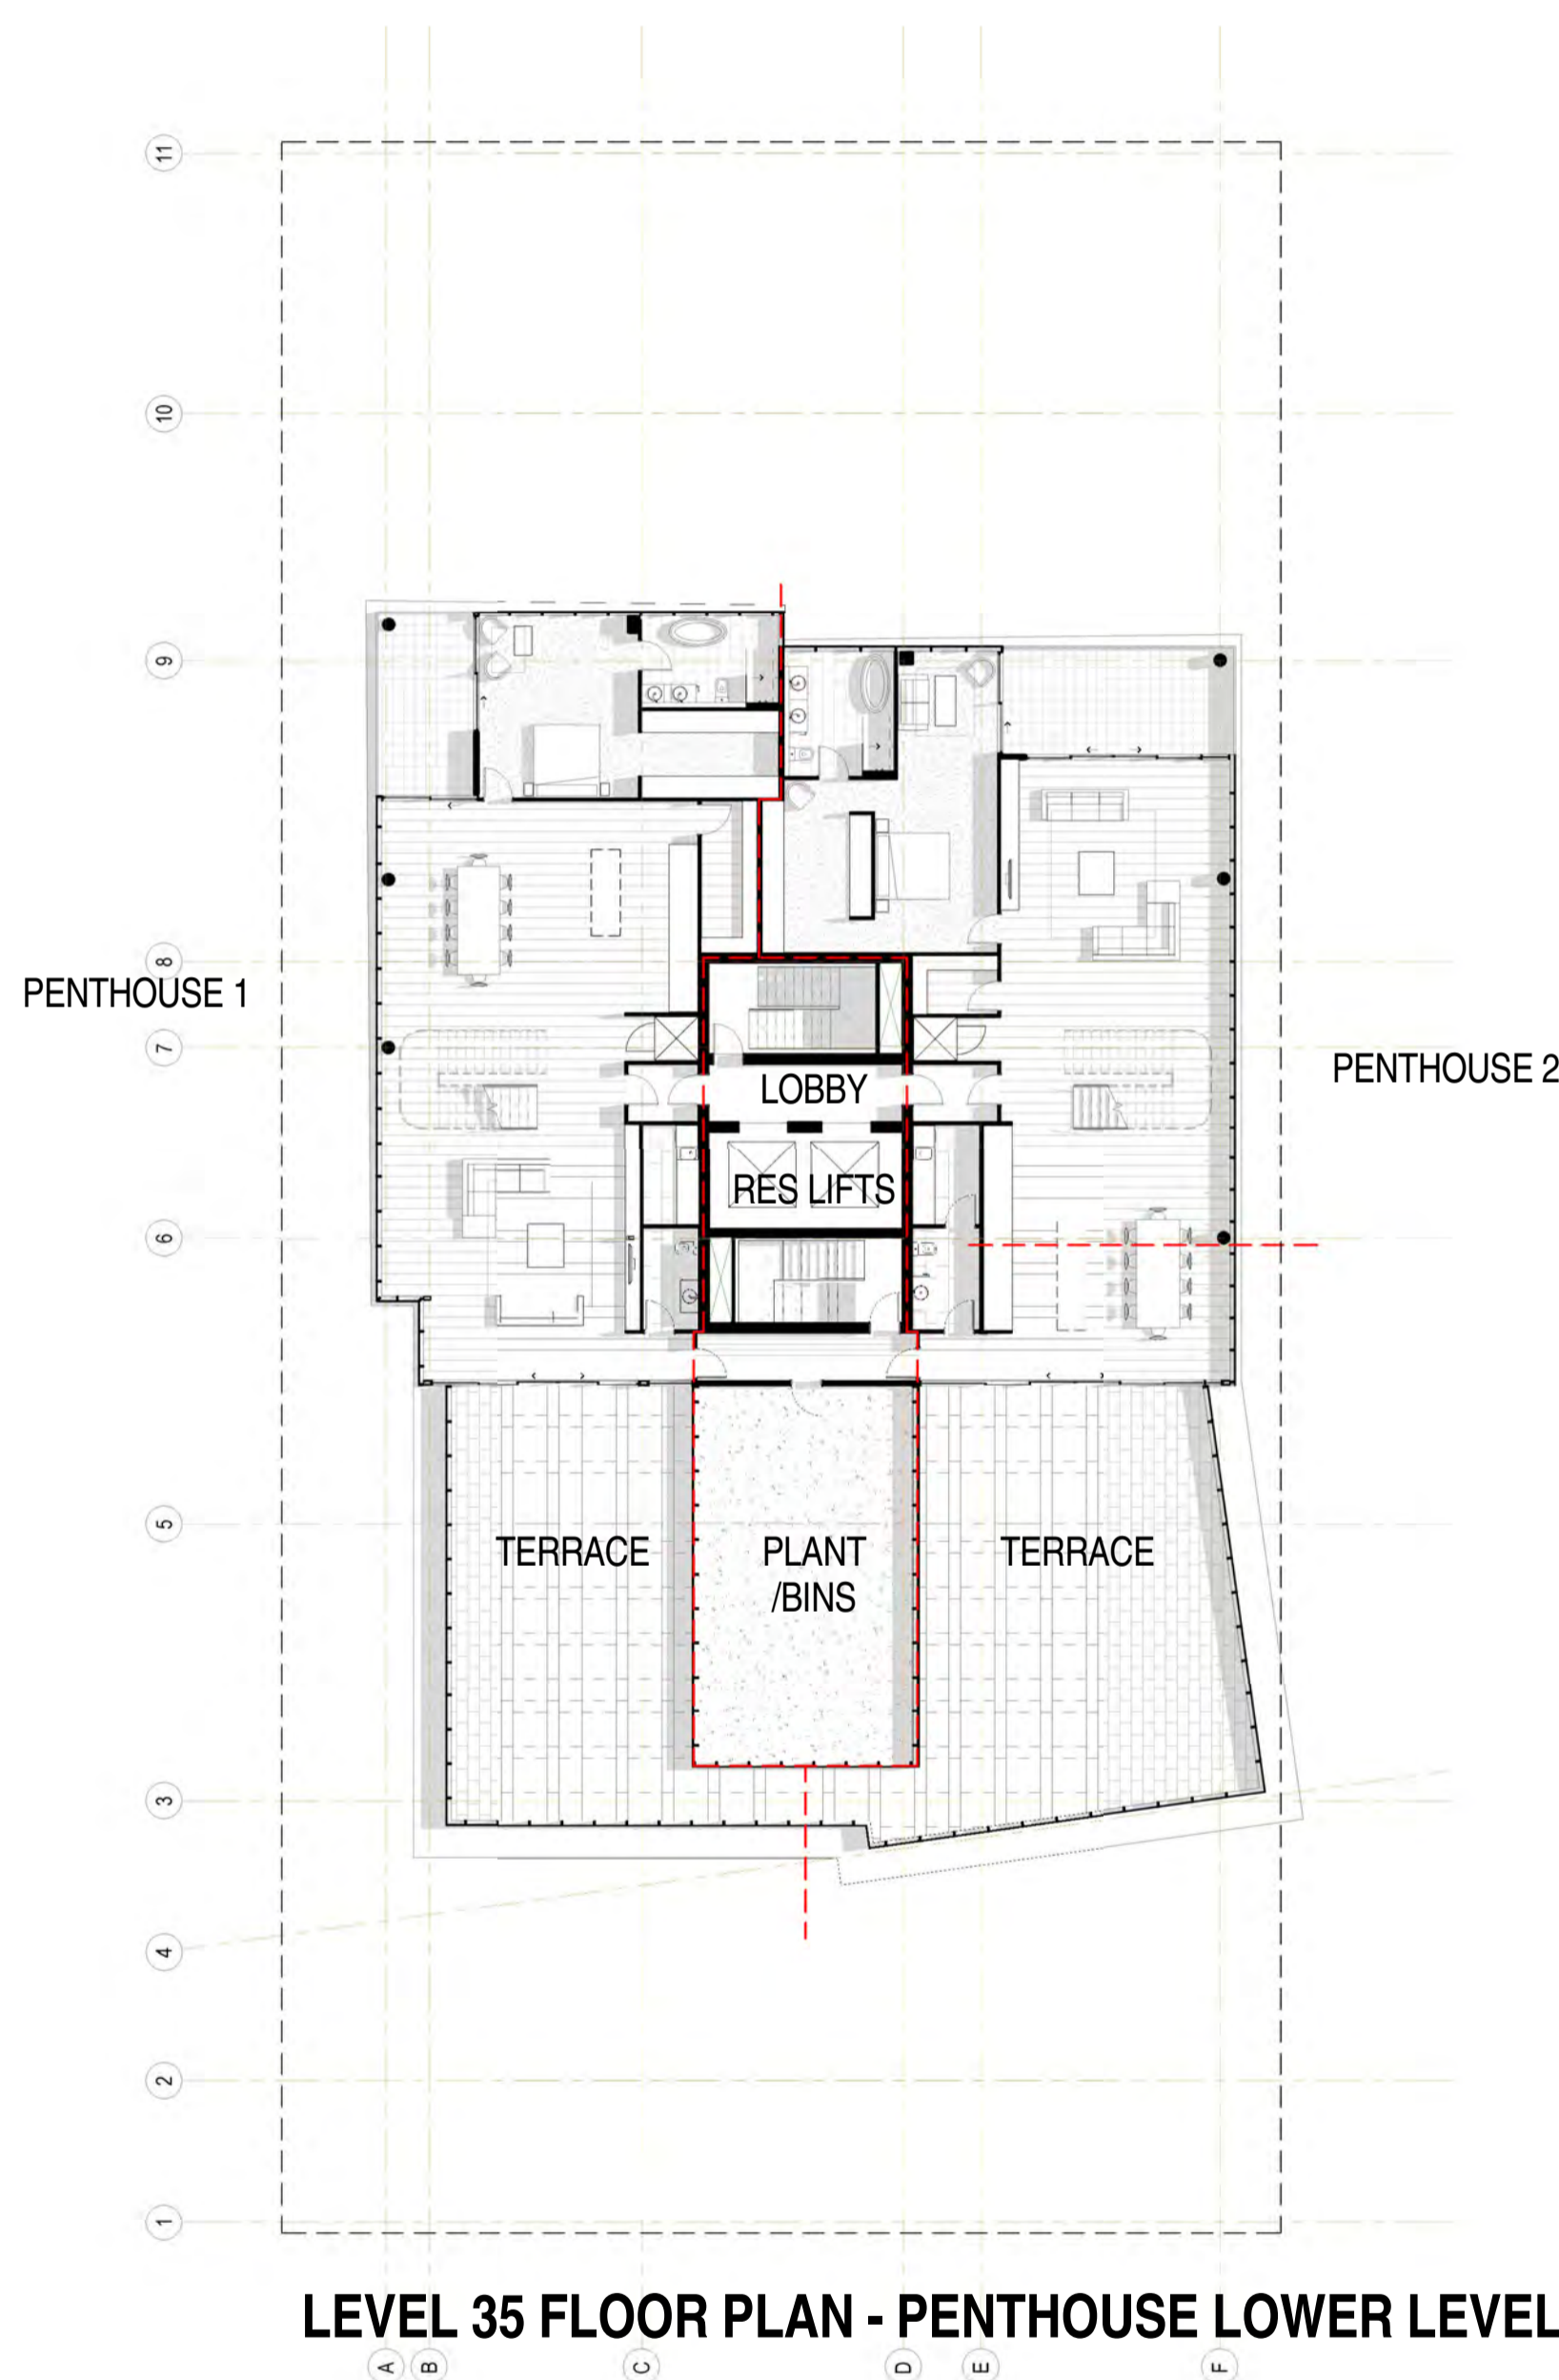 11
10
9
8
PENTHOUSE 1
7
PENTHOUSE 2
LOBBY
RES LIFTS
6
5
TERRACE
PLANT
/BINS
TERRACE
3
4
2
1
LEVEL 35 FLOOR PLAN - PENTHOUSE LOWER LEVEL
A B C D E F